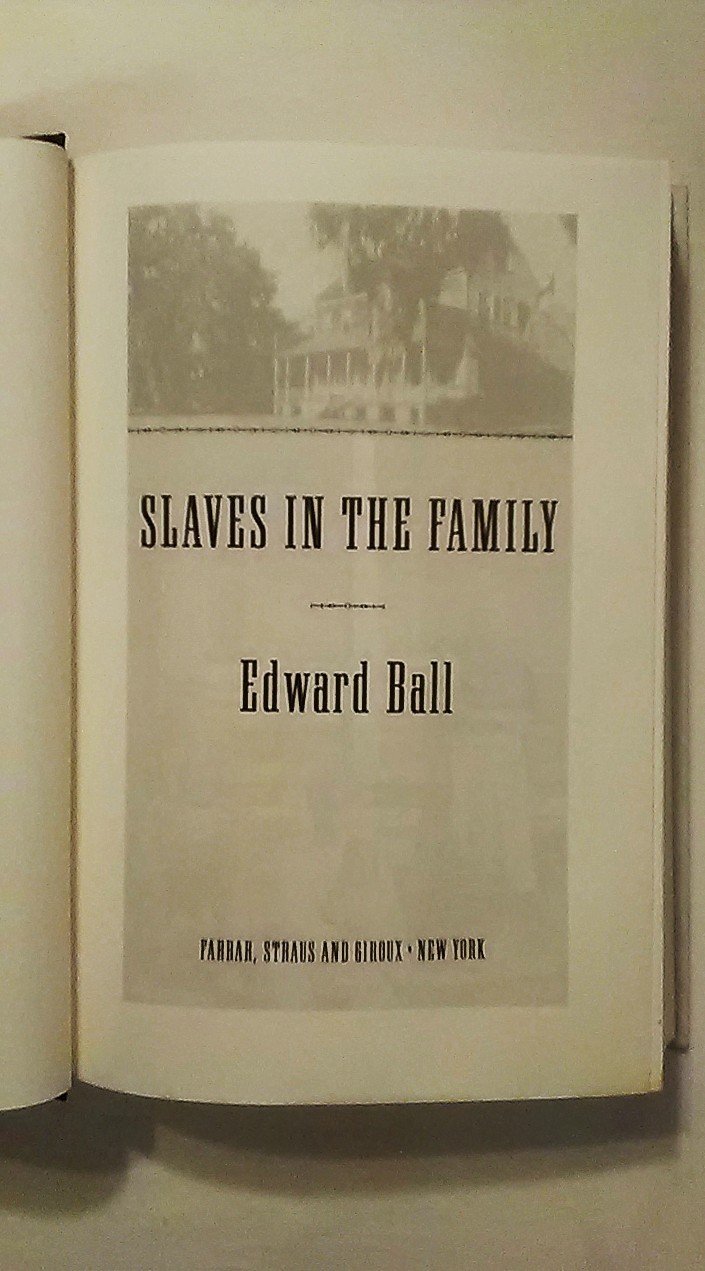 SLAVES IN THE FAMILY
Edward Ball
FARRAR, STRAUS AND GIROUX • NEW YORK